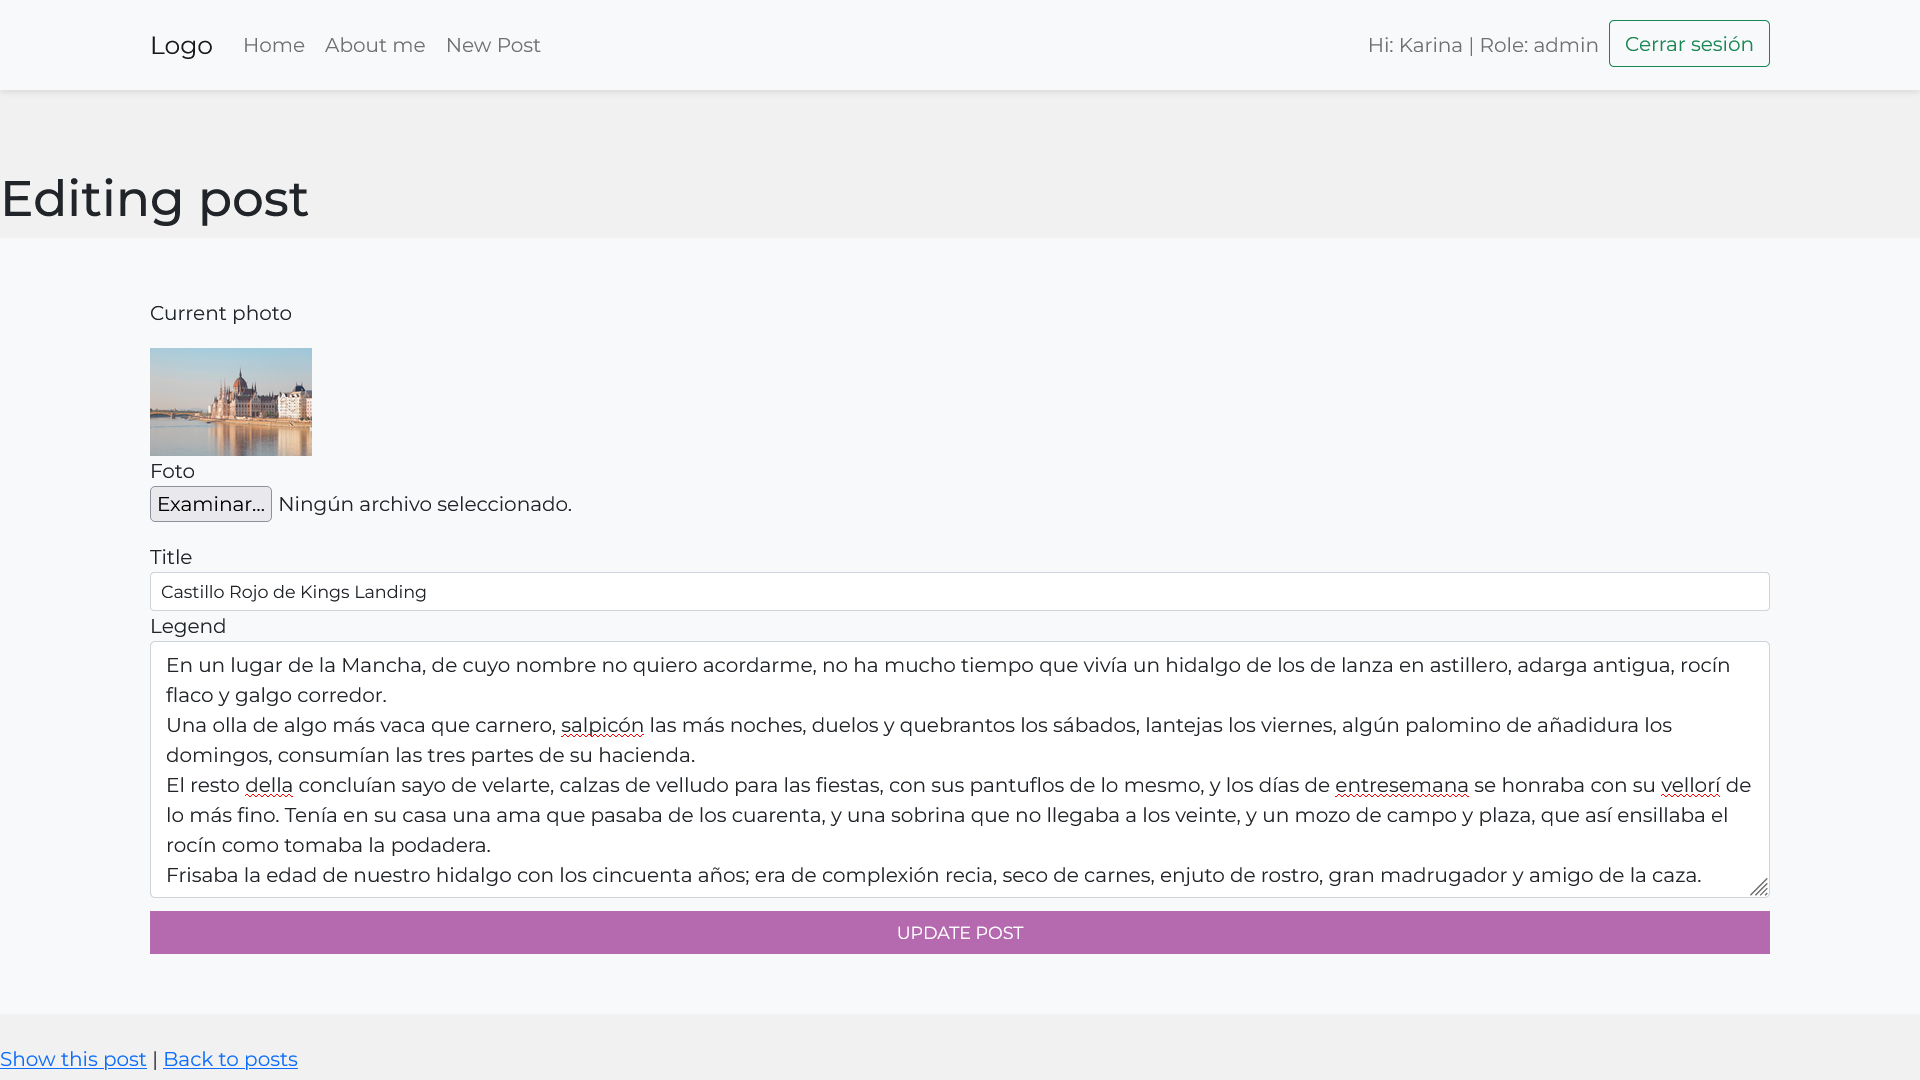 Logo Home About me New Post Hi: Karina | Role: admin Cerrar sesión
Editing post
Current photo
Foto
Examinar... Ningún archivo seleccionado.
Title
Castillo Rojo de Kings Landing
Legend
En un lugar de la Mancha, de cuyo nombre no quiero acordarme, no ha mucho tiempo que vivía un hidalgo de los de lanza en astillero, adarga antigua, rocín
flaco y galgo corredor.
Una olla de algo más vaca que carnero, salpicón las más noches, duelos y quebrantos los sábados, lantejas los viernes, algún palomino de añadidura los
domingos, consumían las tres partes de su hacienda.
El resto della concluían sayo de velarte, calzas de velludo para las fiestas, con sus pantuflos de lo mesmo, y los días de entresemana se honraba con su vellorí de
lo más fino. Tenía en su casa una ama que pasaba de los cuarenta, y una sobrina que no llegaba a los veinte, y un mozo de campo y plaza, que así ensillaba el
rocín como tomaba la podadera.
Frisaba la edad de nuestro hidalgo con los cincuenta años; era de complexión recia, seco de carnes, enjuto de rostro, gran madrugador y amigo de la caza.
UPDATE POST
Show this post | Back to posts